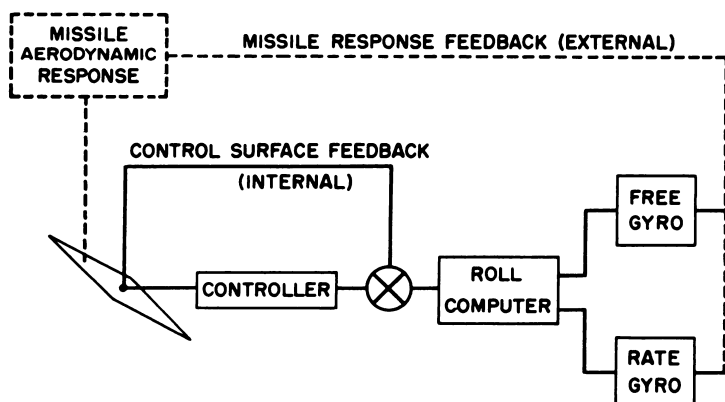 MISSILE
AERODYNAMIC
RESPONSE
MISSILE RESPONSE FEEDBACK (EXTERNAL)
CONTROL SURFACE FEEDBACK
(INTERNAL)
FREE
GYRO
CONTROLLER
ROLL
COMPUTER
RATE
GYRO